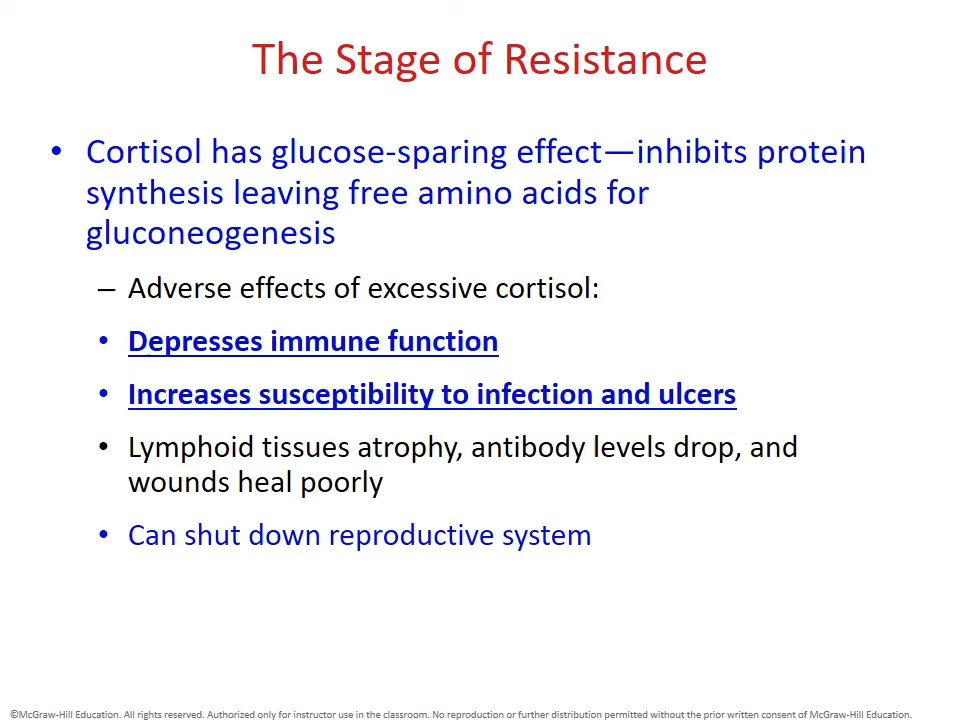 The Stage of Resistance
• Cortisol has glucose-sparing effect—inhibits protein
synthesis leaving free amino acids for
gluconeogenesis
– Adverse effects of excessive cortisol:
• Depresses immune function
• Increases susceptibility to infection and ulcers
• Lymphoid tissues atrophy, antibody levels drop, and
wounds heal poorly
• Can shut down reproductive system
©McGraw-Hill Education. All rights reserved. Authorized only for instructor use in the classroom. No reproduction or further distribution permitted without the prior written consent of McGraw-Hill Education.